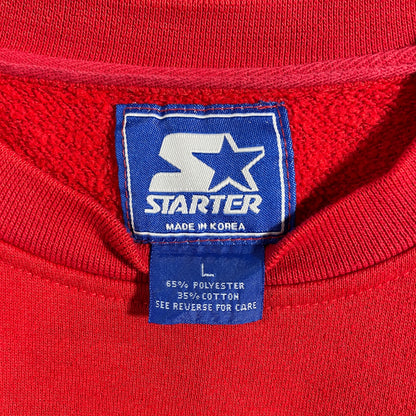 STARTER
MADE IN KOREA
L
65% POLYESTER
35% COTTON
SEE REVERSE FOR CARE